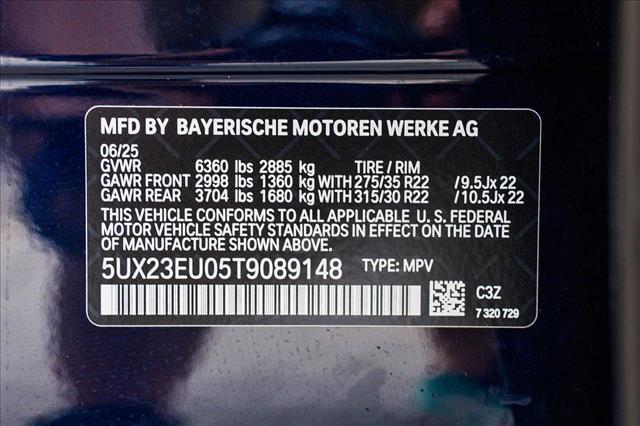 MFD BY BAYERISCHE MOTOREN WERKE AG
06/25
GVWR 6360 lbs 2885 kg TIRE / RIM
GAWR FRONT 2998 lbs 1360 kg WITH 275/35 R22 / 9.5Jx 22
GAWR REAR 3704 lbs 1680 kg WITH 315/30 R22 / 10.5Jx 22
THIS VEHICLE CONFORMS TO ALL APPLICABLE U. S. FEDERAL
MOTOR VEHICLE SAFETY STANDARDS IN EFFECT ON THE
DATE OF MANUFACTURE SHOWN ABOVE.
5UX23EU05T9089148 TYPE: MPV
C3Z
7 320 729